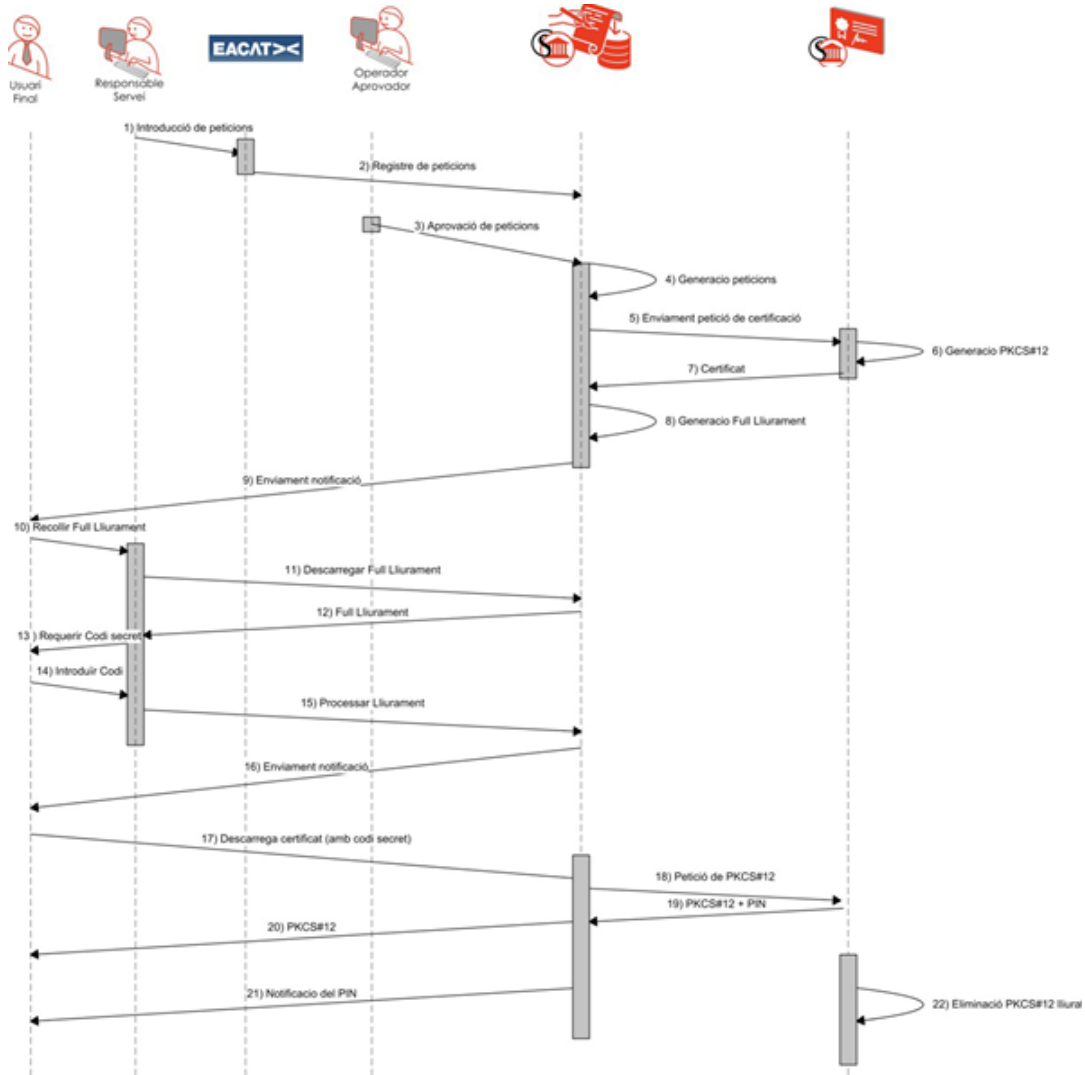 Usuari
Final
Responsable
Servei
EACAT
Operador
Aprovador
1) Introducció de peticions
2) Registre de peticions
3) Aprovació de peticions
4) Generacio peticions
5) Enviament petició de certificació
6) Generacio PKCS#12
7) Certificat
8) Generacio Full Lliurament
9) Enviament notificació
10) Recollir Full Lliurament
11) Descarregar Full Lliurament
12) Full Lliurament
13 ) Requerir Codi secret
14) Introduïr Codi
15) Processar Lliurament
16) Enviament notificació
17) Descarrega certificat (amb codi secret)
18) Petició de PKCS#12
19) PKCS#12 + PIN
20) PKCS#12
21) Notificacio del PIN
22) Eliminació PKCS#12 lliurat